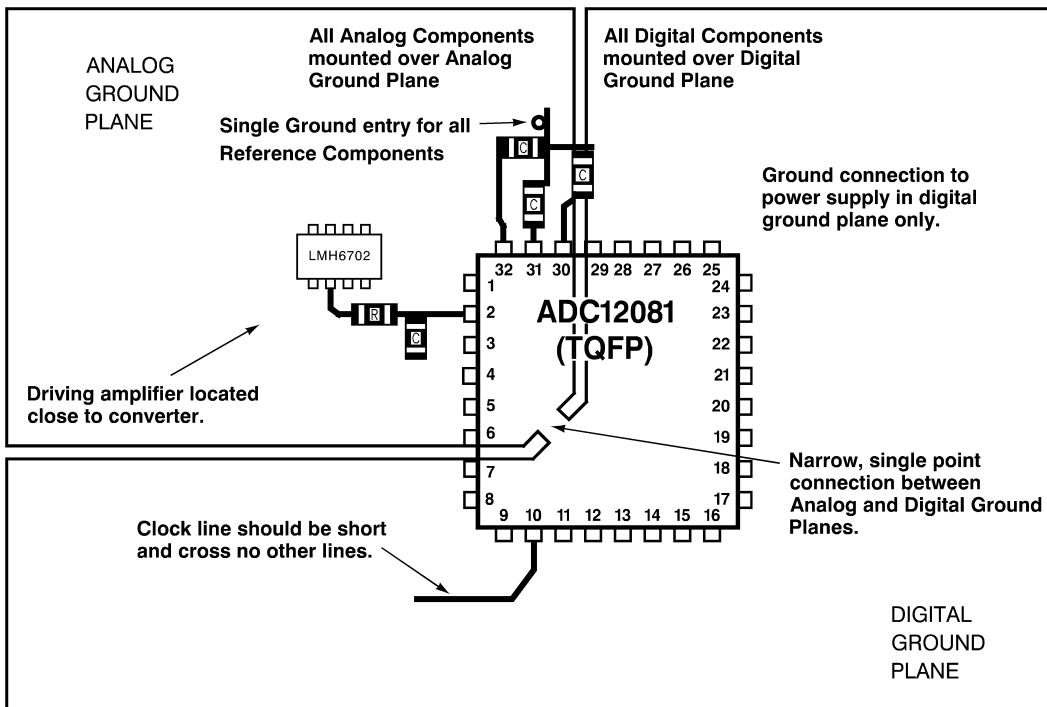 ANALOG
GROUND
PLANE
All Analog Components
mounted over Analog
Ground Plane
All Digital Components
mounted over Digital
Ground Plane
Single Ground entry for all
Reference Components
C
C
C
Ground connection to
power supply in digital
ground plane only.
LMH6702
R
C
32 31 30 29 28 27 26 25
1
2
3
4
5
6
7
8
24
23
22
21
20
19
18
17
ADC12081
(TQFP)
9 10 11 12 13 14 15 16
Driving amplifier located
close to converter.
Narrow, single point
connection between
Analog and Digital Ground
Planes.
Clock line should be short
and cross no other lines.
DIGITAL
GROUND
PLANE